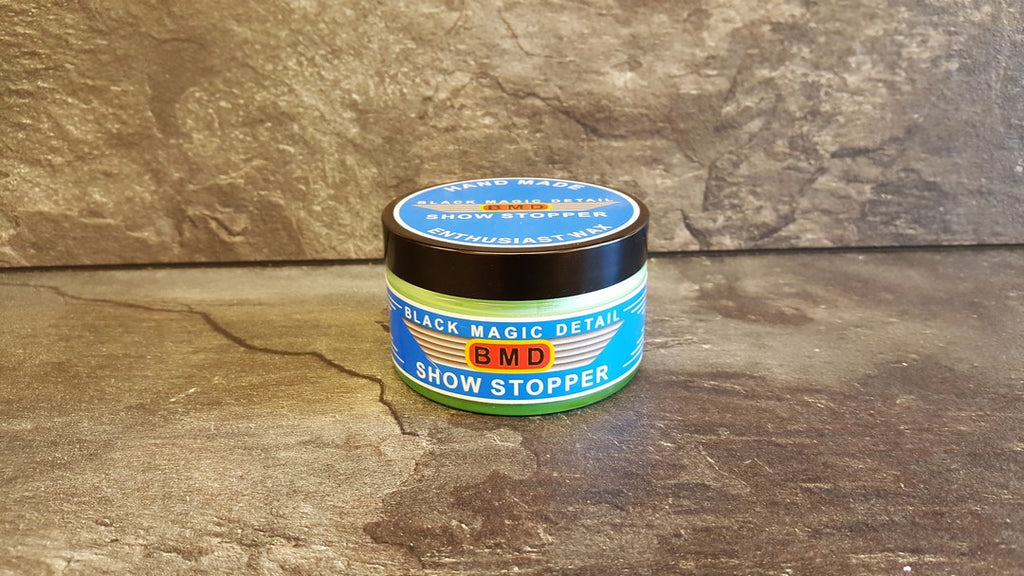 HAND MADE
BLACK MAGIC DETAIL
BMD
SHOW STOPPER
ENTHUSIAST WAX
BLACK MAGIC DETAIL
BMD
SHOW STOPPER